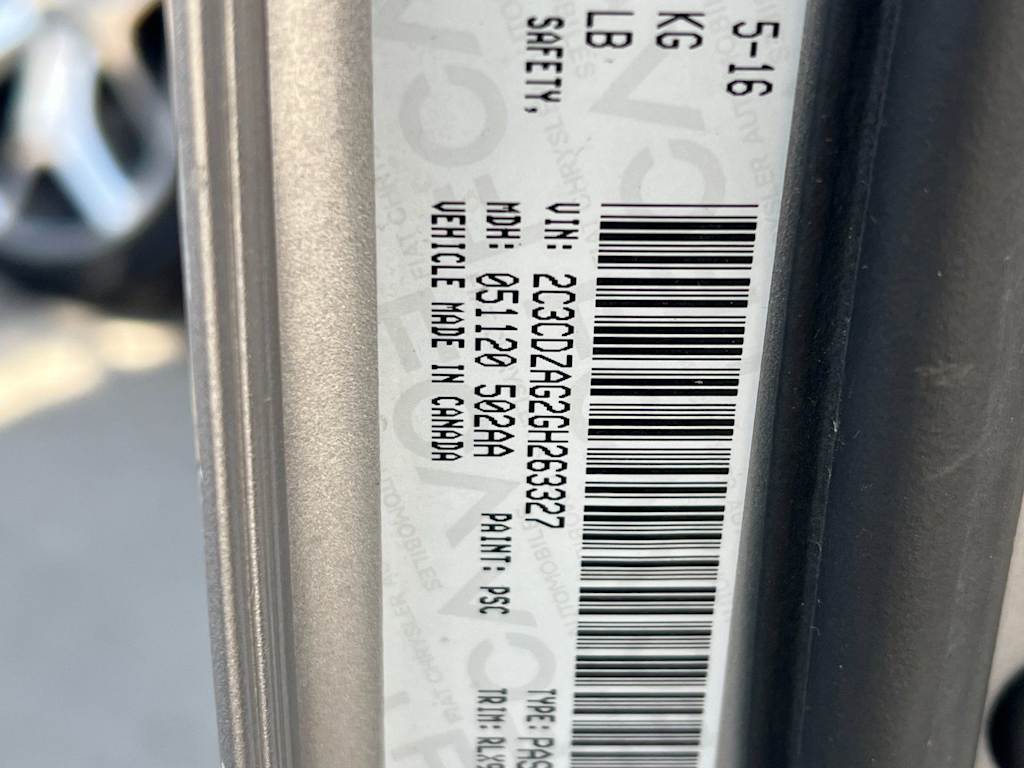 5-16
KG
LB
SAFETY,
VIN: 2C3CDZAG2GH263327
TYPE: PAS
MDH: 051120 502AA PAINT: PSC
TRIM: RLX9
VEHICLE MADE IN CANADA